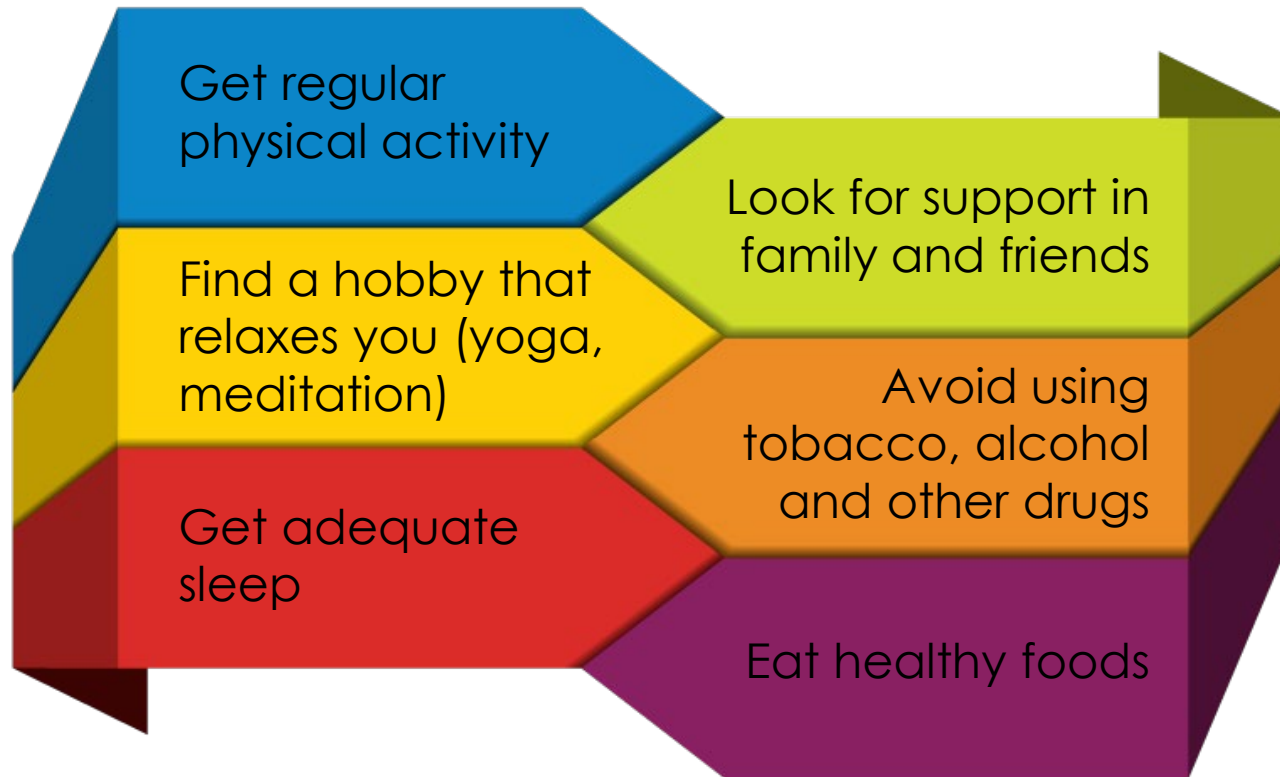 Get regular
physical activity
Look for support in
family and friends
Find a hobby that
relaxes you (yoga,
meditation)
Avoid using
tobacco, alcohol
and other drugs
Get adequate
sleep
Eat healthy foods